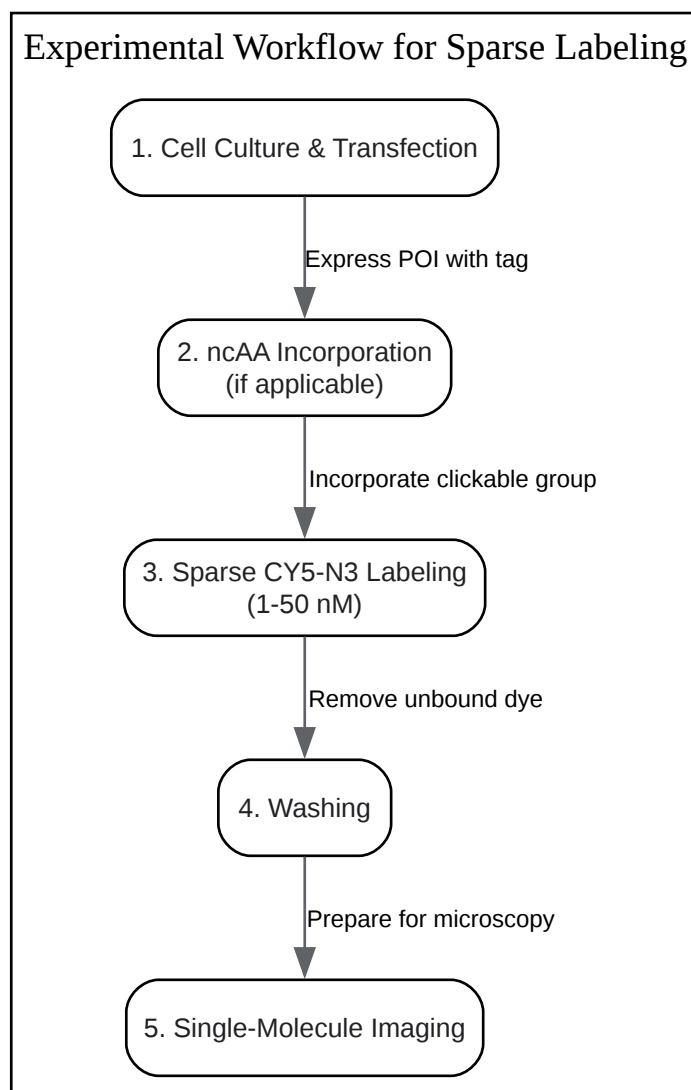 Experimental Workflow for Sparse Labeling
1. Cell Culture & Transfection
Express POI with tag
2. ncAA Incorporation
(if applicable)
Incorporate clickable group
3. Sparse CY5-N3 Labeling
(1-50 nM)
Remove unbound dye
4. Washing
Prepare for microscopy
5. Single-Molecule Imaging